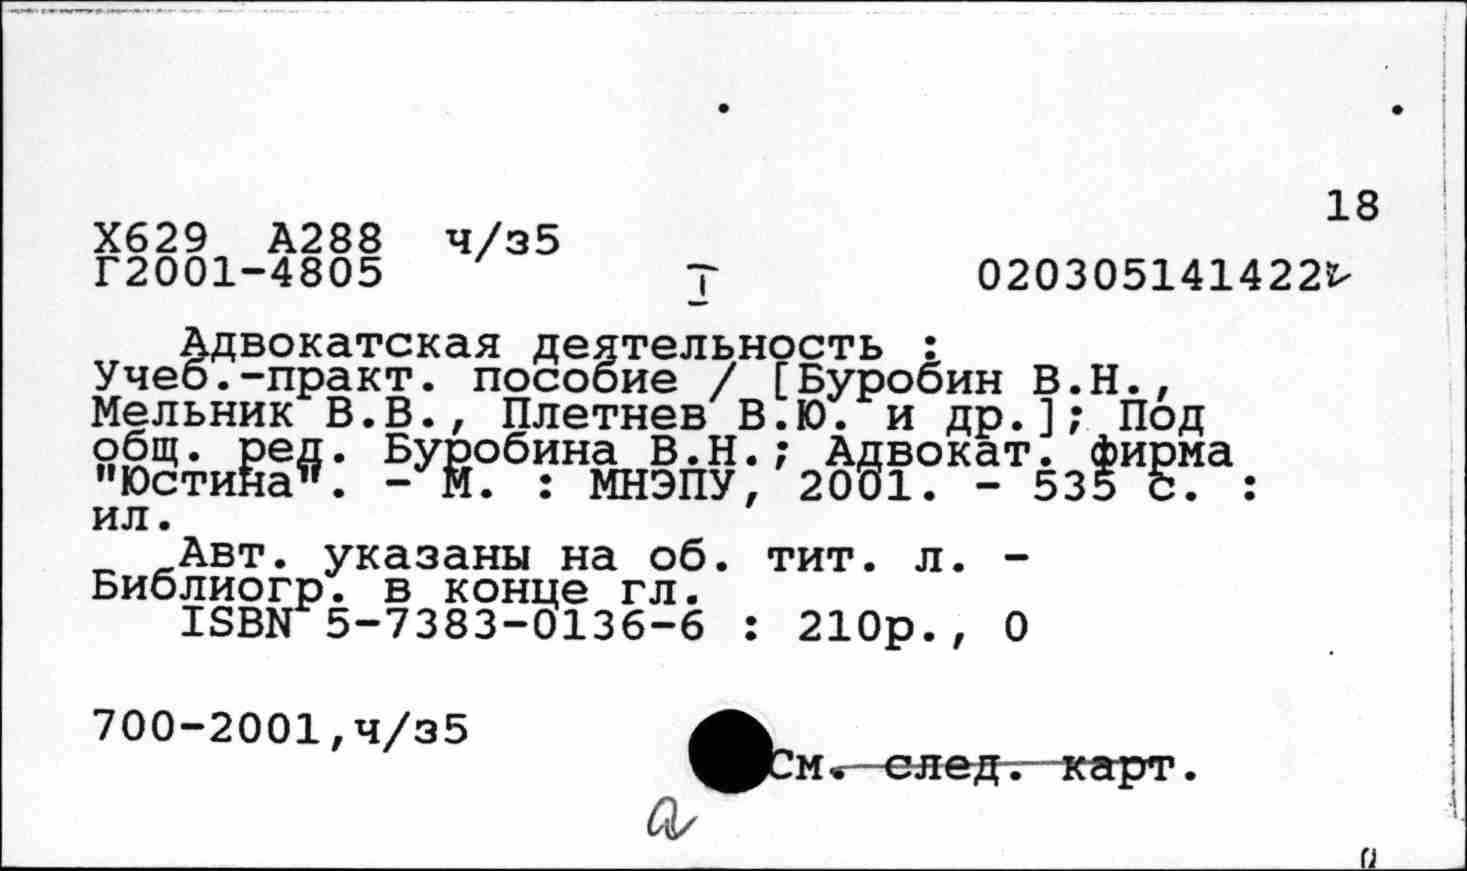 18
Х629 А288 ч/з5
Г2001-4805 Т 020305141422
Адвокатская деятельность :
Учеб.-практ. пособие / [Буробин В.Н.,
Мельник В.В., Плетнев В.Ю. и др.]; Под
общ. ред. Буробина В.Н.; Адвокат. фирма
"Юстина". - М. : МНЭПУ, 2001. - 535 с. :
ил.
Авт. указаны на об. тит. л. -
Библиогр. в конце гл.
ISBN 5-7383-0136-6 : 210р., 0
700-2001,ч/з5
См. след. карт.